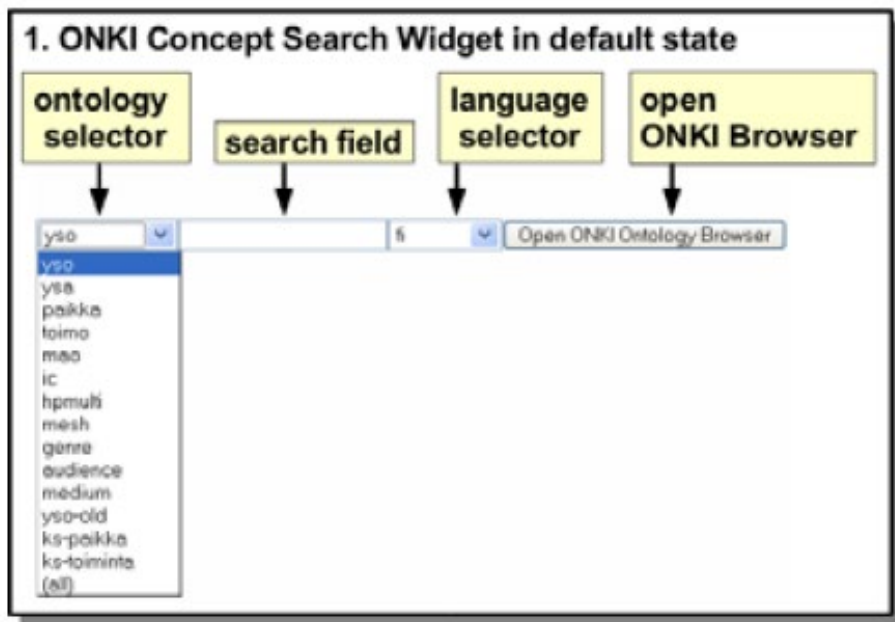 1. ONKI Concept Search Widget in default state
ontology
selector
search field
language
selector
open
ONKI Browser
yso
fi
Open ONKI Ontology Browser
yso
ysa
paikka
toimo
mao
ic
hpmulti
mesh
genre
audience
medium
yso-old
ks-paikka
ks-toiminta
(all)